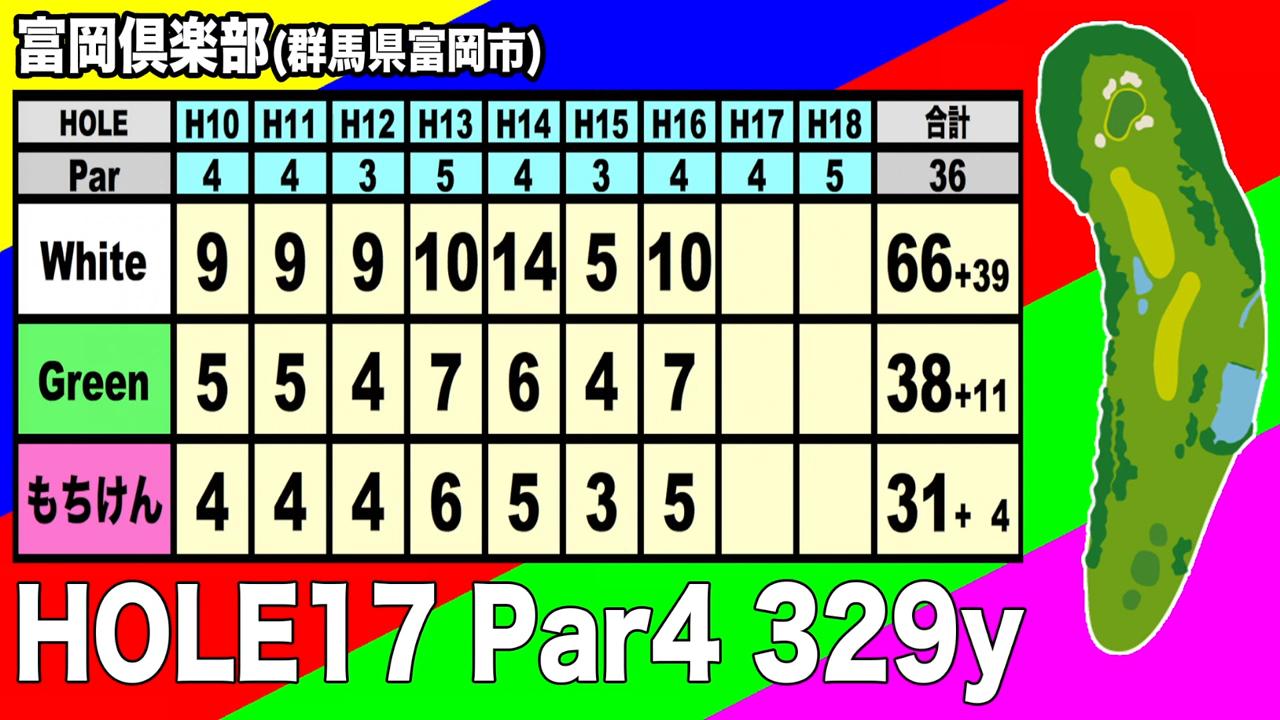 富岡倶楽部(群馬県富岡市)
HOLE H10 H11 H12 H13 H14 H15 H16 H17 H18 合計
Par 4 4 3 5 4 3 4 4 5 36
White 9 9 9 10 14 5 10 66+39
Green 5 5 4 7 6 4 7 38+11
もちけん 4 4 4 6 5 3 5 31+ 4
HOLE17 Par4 329y